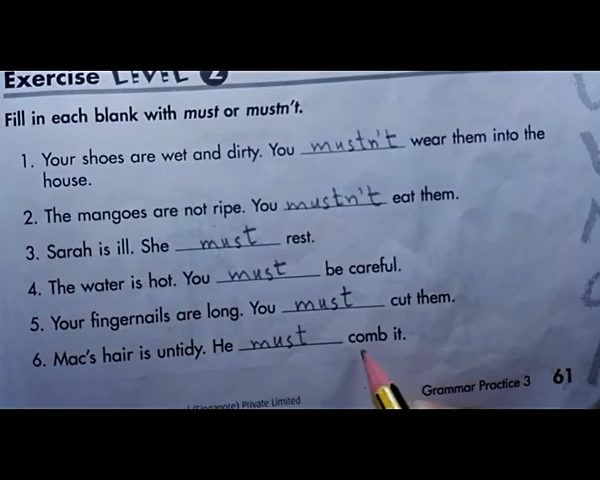 Exercise LEVEL 2
Fill in each blank with must or mustn't.
1. Your shoes are wet and dirty. You mustn't wear them into the
house.
2. The mangoes are not ripe. You mustn't eat them.
3. Sarah is ill. She must rest.
4. The water is hot. You must be careful.
5. Your fingernails are long. You must cut them.
6. Mac's hair is untidy. He must comb it.
(Singapore) Private Limited
Grammar Practice 3 61